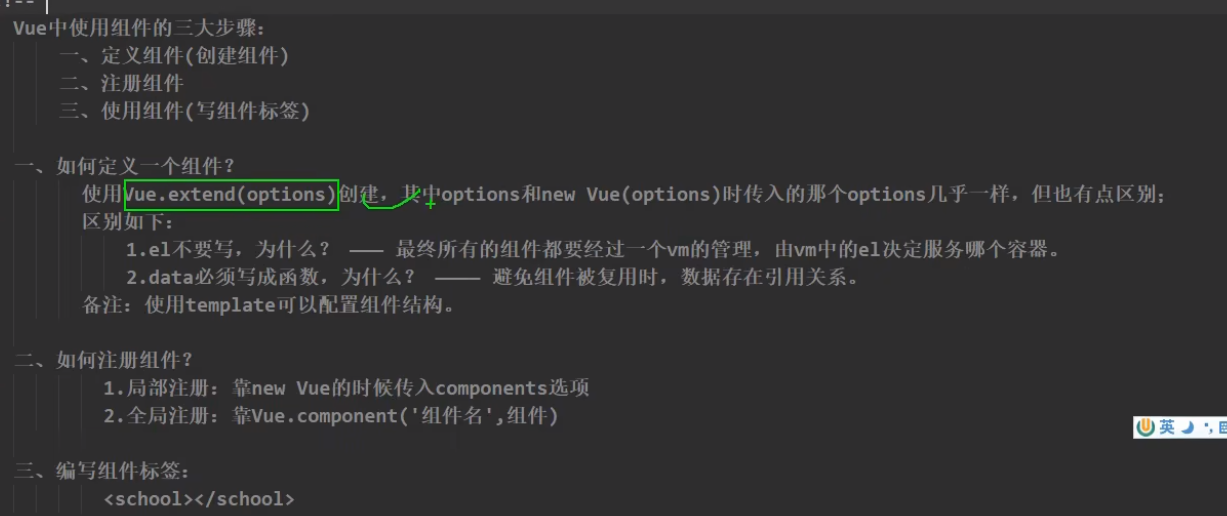 !--
Vue中使用组件的三大步骤:
一、定义组件(创建组件)
二、注册组件
三、使用组件(写组件标签)
一、如何定义一个组件?
使用Vue.extend(options)创建，其中options和new Vue(options)时传入的那个options几乎一样，但也有点区别;
区别如下:
1.el不要写，为什么? ——— 最终所有的组件都要经过一个vm的管理，由vm中的el决定服务哪个容器。
2.data必须写成函数，为什么? ———— 避免组件被复用时，数据存在引用关系。
备注: 使用template可以配置组件结构。
二、如何注册组件?
1.局部注册: 靠new Vue的时候传入components选项
2.全局注册: 靠Vue.component('组件名',组件)
英
三、编写组件标签:
<school></school>